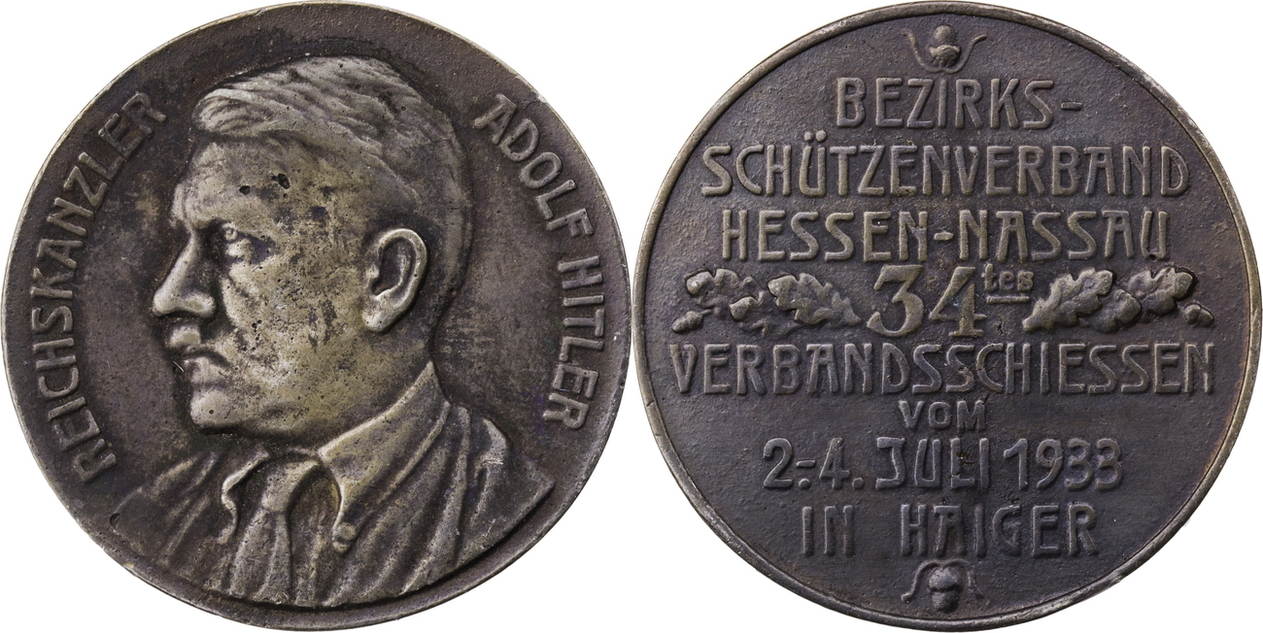 REICHSKANZLER
ADOLF HITLER
BEZIRKS-
SCHÜTZENVERBAND
HESSEN-NASSAU
34tes
VERBANDSSCHIESSEN
VOM
2.-4. JULI 1933
IN HAIGER